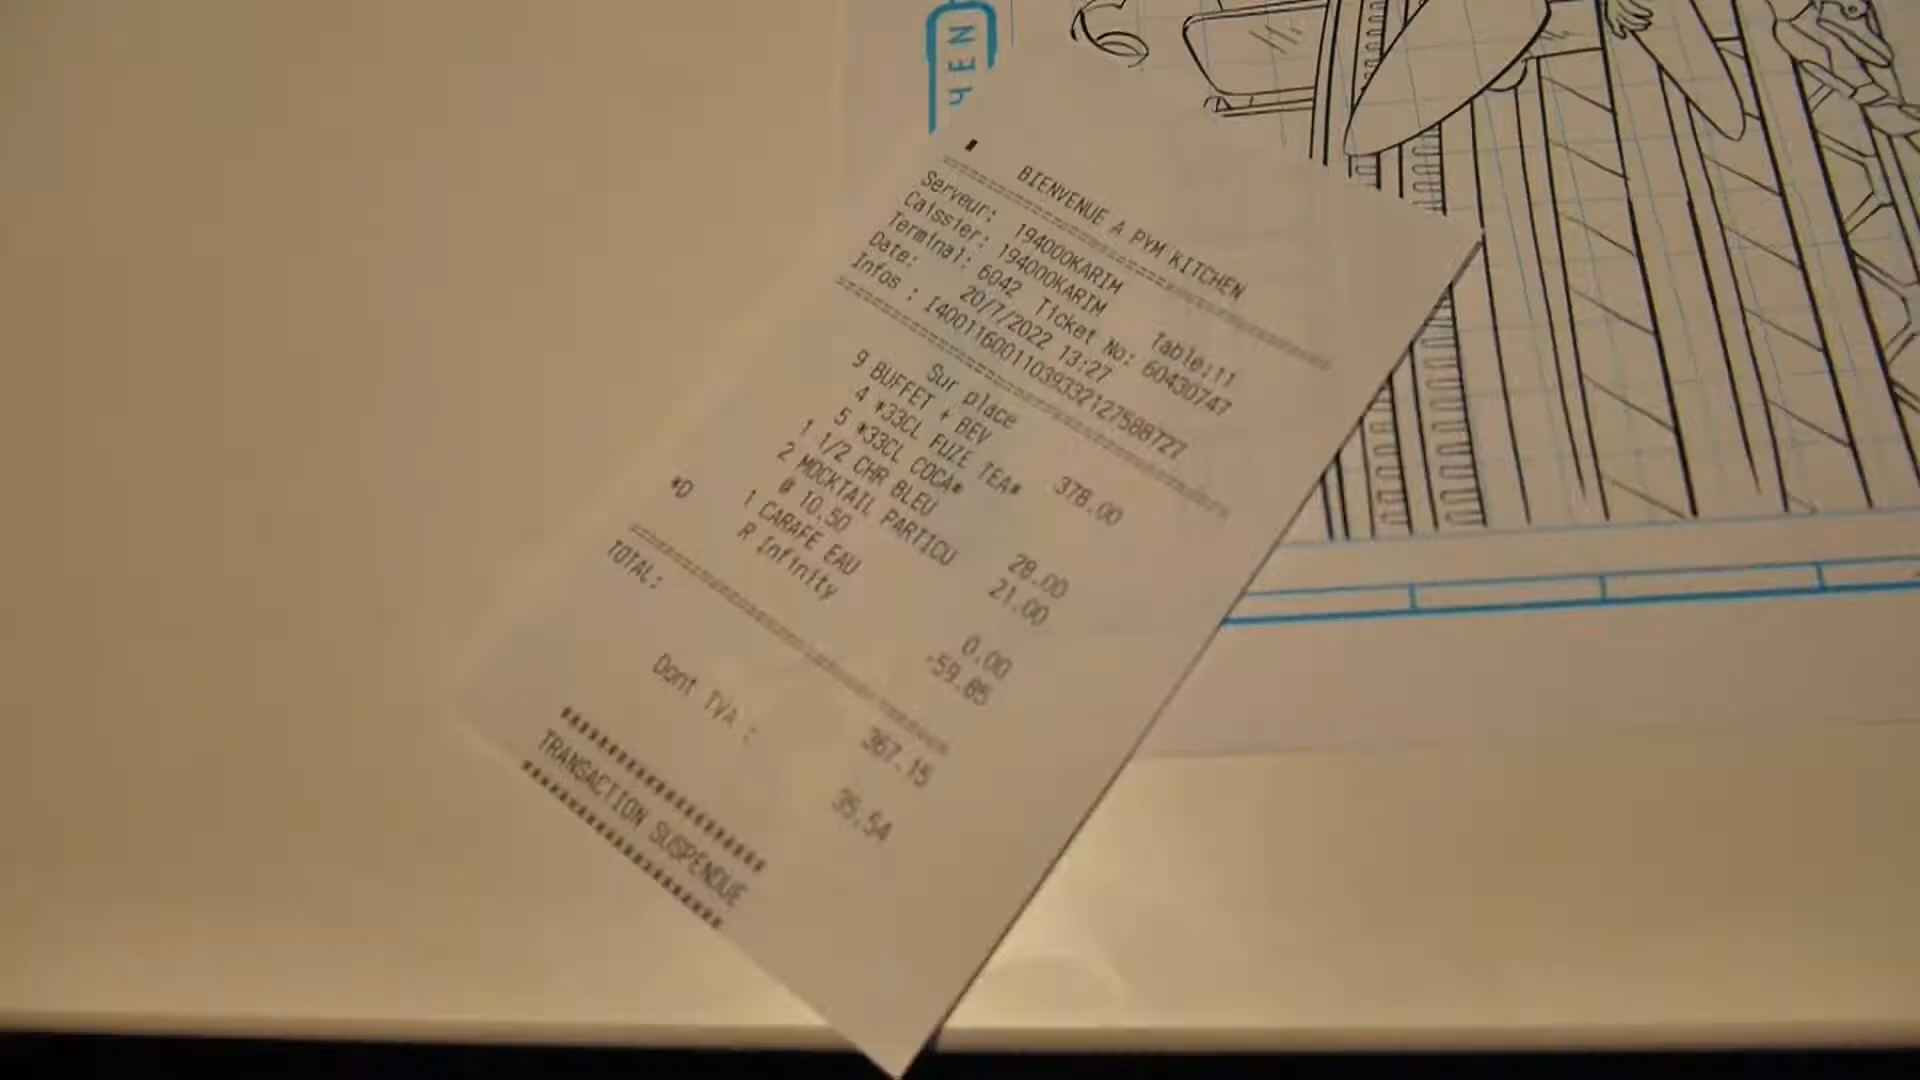 HEN
BIENVENUE A PYM KITCHEN
Serveur: 194000KARIM
Caissier: 194000KARIM Table:11
Terminal: 6042 Ticket No: 60430747
Date: 20/7/2022 13:27
Infos : I40011600110393321275887​27
Sur place
9 BUFFET + BEV 378.00
4 *33CL FUZE TEA*
5 *33CL COCA*
1 1/2 CHR BLEU 28.00
2 MOCKTAIL PARTICU 21.00
@ 10.50
1 CARAFE EAU 0.00
*D R Infinity -59.85
TOTAL: 367.15
Dont TVA : 35.54
************************
TRANSACTION SUSPENDUE
************************